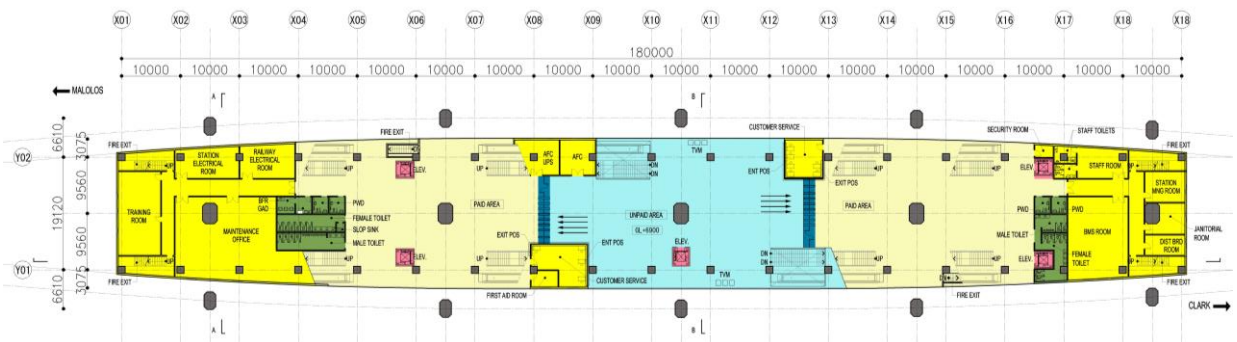 X01 X02 X03 X04 X05 X06 X07 X08 X09 X10 X11 X12 X13 X14 X15 X16 X17 X18 X18
180000
10000 10000 10000 10000 10000 10000 10000 10000 10000 10000 10000 10000 10000 10000 10000 10000 10000 10000
MALOLOS
A
B
6610
3075
9560
19120
9560
3075
6610
Y02
Y01
FIRE EXIT
UP
STATION
ELECTRICAL
ROOM
RAILWAY
ELECTRICAL
ROOM
FIRE EXIT
ELEV.
UP
AFC
UPS
AFC
DN
DN
TVM
CUSTOMER SERVICE
ENT POS
EXIT POS
UP
SECURITY ROOM
STAFF TOILETS
ELEV.
STAFF ROOM
UP
FIRE EXIT
TRAINING
ROOM
BPR
GAD
MAINTENANCE
OFFICE
PWD
FEMALE TOILET
SLOP SINK
MALE TOILET
PAID AREA
UNPAID AREA
GL+6900
PAID AREA
PWD
MALE TOILET
PWD
BMS ROOM
FEMALE
TOILET
STATION
MNG ROOM
JANITORIAL
ROOM
DIST BRD
ROOM
UP
FIRE EXIT
UP
ELEV.
UP
EXIT POS
ENT POS
FIRST AID ROOM
CUSTOMER SERVICE
ELEV.
TVM
DN
DN
UP
FIRE EXIT
ELEV.
UP
FIRE EXIT
CLARK
A
B